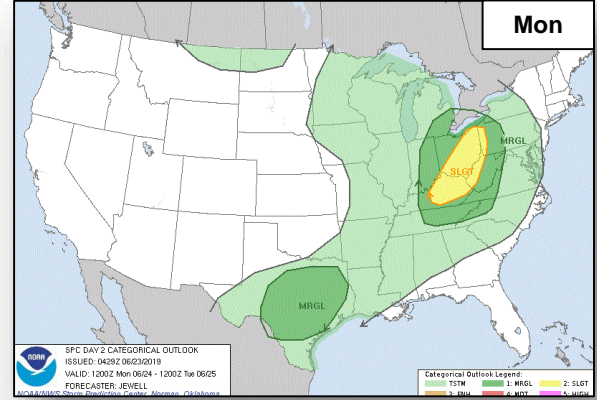 Mon
MRGL
SLGT
MRGL
NOAA
SPC DAY 2 CATEGORICAL OUTLOOK
ISSUED: 0429Z 06/23/2019
VALID: 1200Z Mon 06/24 - 1200Z Tue 06/25
FORECASTER: JEWELL
NOAA/NWS Storm Prediction Center, Norman, Oklahoma
Categorical Outlook Legend:
TSTM 1: MRGL 2: SLGT
3: ENH 4: MDT 5: HIGH